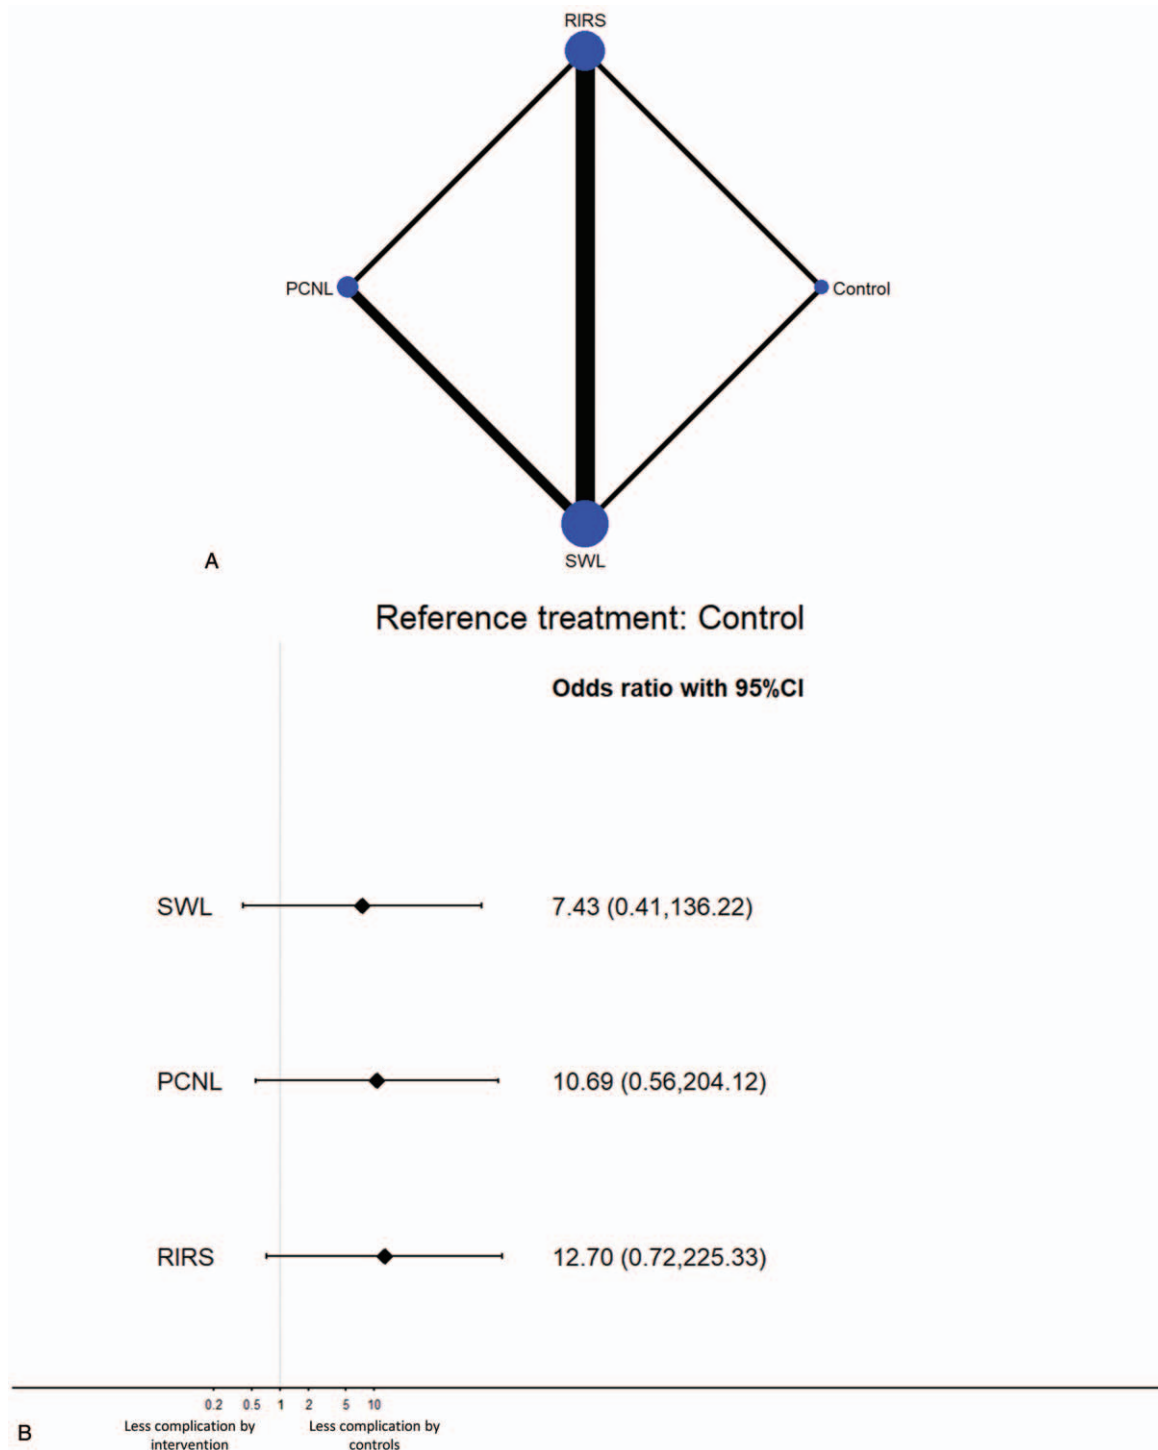 RIRS
PCNL
Control
SWL
A
Reference treatment: Control
Odds ratio with 95%CI
SWL 7.43 (0.41,136.22)
PCNL 10.69 (0.56,204.12)
RIRS 12.70 (0.72,225.33)
0.2 0.5 1 2 5 10
Less complication by intervention
Less complication by controls
B